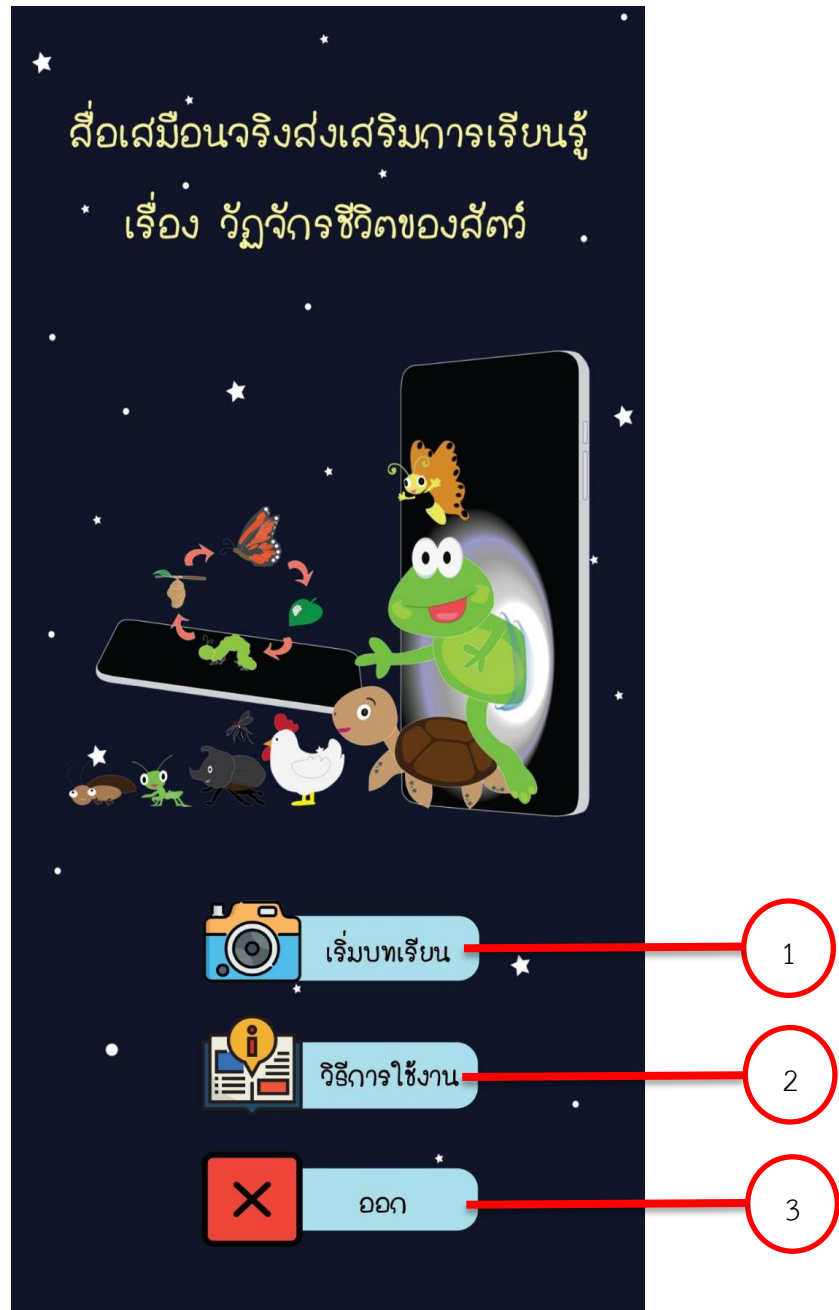 สื่อเสมือนจริงส่งเสริมการเรียนรู้
เรื่อง วัฏจักรชีวิตของสัตว์
เริ่มบทเรียน
1
วิธีการใช้งาน
2
ออก
3